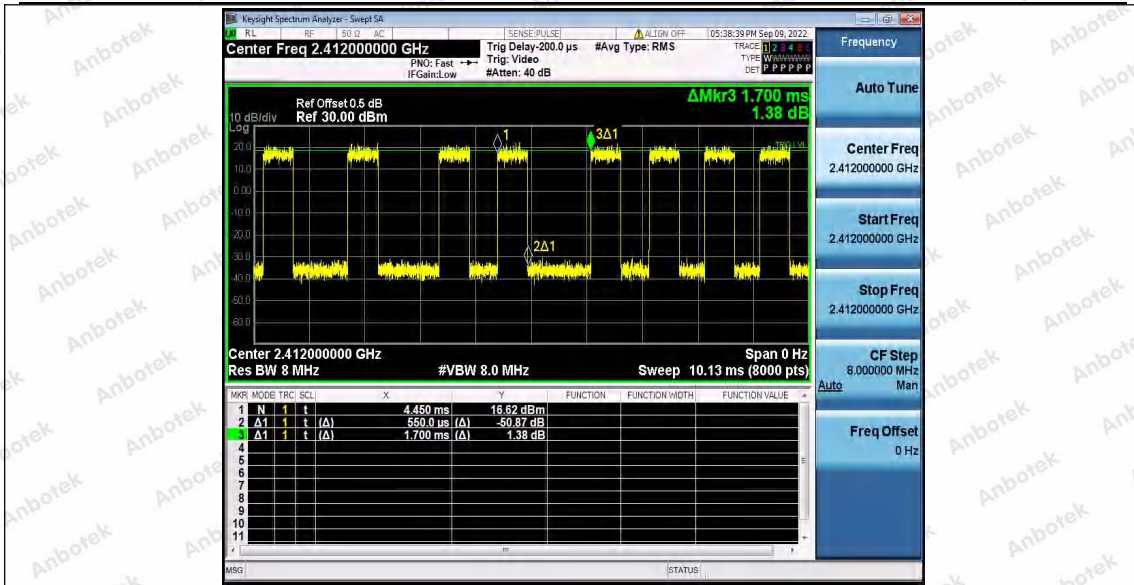 Keysight Spectrum Analyzer - Swept SA
RL RF 50 Ω AC SENSE:PULSE ALIGN OFF 05:38:39 PM Sep 09, 2022
Center Freq 2.412000000 GHz
PNO: Fast
IFGain:Low
Trig Delay-200.0 µs
Trig: Video
#Atten: 40 dB
#Avg Type: RMS
TRACE 1 2 3 4 5 6
TYPE WWWWWW
DET P P P P P P
Ref Offset 0.5 dB
10 dB/div Ref 30.00 dBm
Log
ΔMkr3 1.700 ms
1.38 dB
1
3Δ1
2Δ1
TRIG LVL
20.0
10.0
0.00
-10.0
-20.0
-30.0
-40.0
-50.0
-60.0
Center 2.412000000 GHz Span 0 Hz
Res BW 8 MHz #VBW 8.0 MHz Sweep 10.13 ms (8000 pts)
MKR MODE TRC SCL X Y FUNCTION FUNCTION WIDTH FUNCTION VALUE
1 N 1 t 4.450 ms 16.62 dBm
2 Δ1 1 t (Δ) 550.0 µs (Δ) -50.87 dB
3 Δ1 1 t (Δ) 1.700 ms (Δ) 1.38 dB
4
5
6
7
8
9
10
11
MSG STATUS
Frequency
Auto Tune
Center Freq
2.412000000 GHz
Start Freq
2.412000000 GHz
Stop Freq
2.412000000 GHz
CF Step
8.000000 MHz
Auto Man
Freq Offset
0 Hz
Anbotek